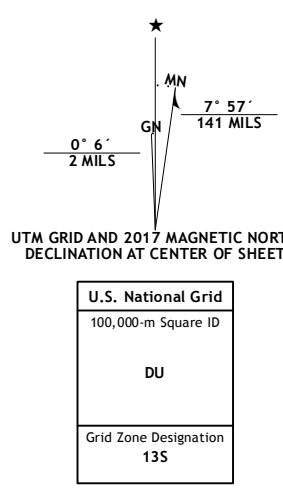 MN
GN
7° 57´
141 MILS
0° 6´
2 MILS
UTM GRID AND 2017 MAGNETIC NORT
DECLINATION AT CENTER OF SHEET
U.S. National Grid
100,000-m Square ID
DU
Grid Zone Designation
13S